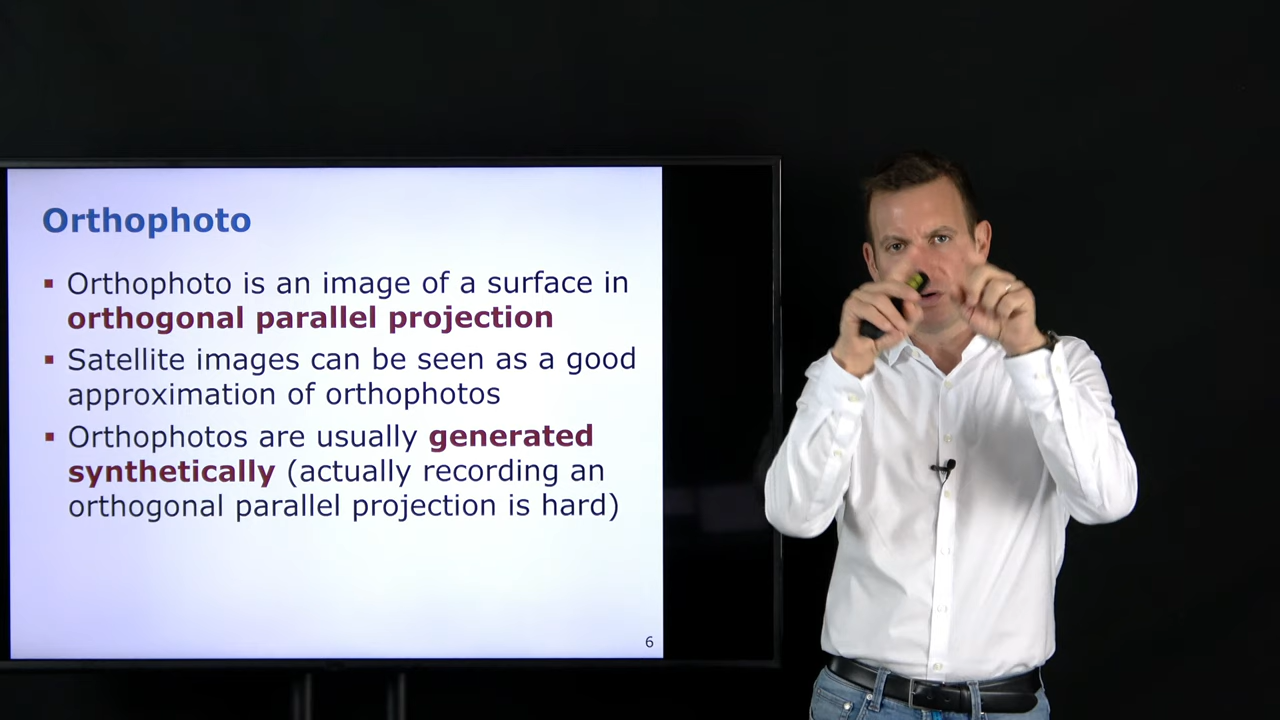 Orthophoto
▪ Orthophoto is an image of a surface in
orthogonal parallel projection
▪ Satellite images can be seen as a good
approximation of orthophotos
▪ Orthophotos are usually generated
synthetically (actually recording an
orthogonal parallel projection is hard)
6